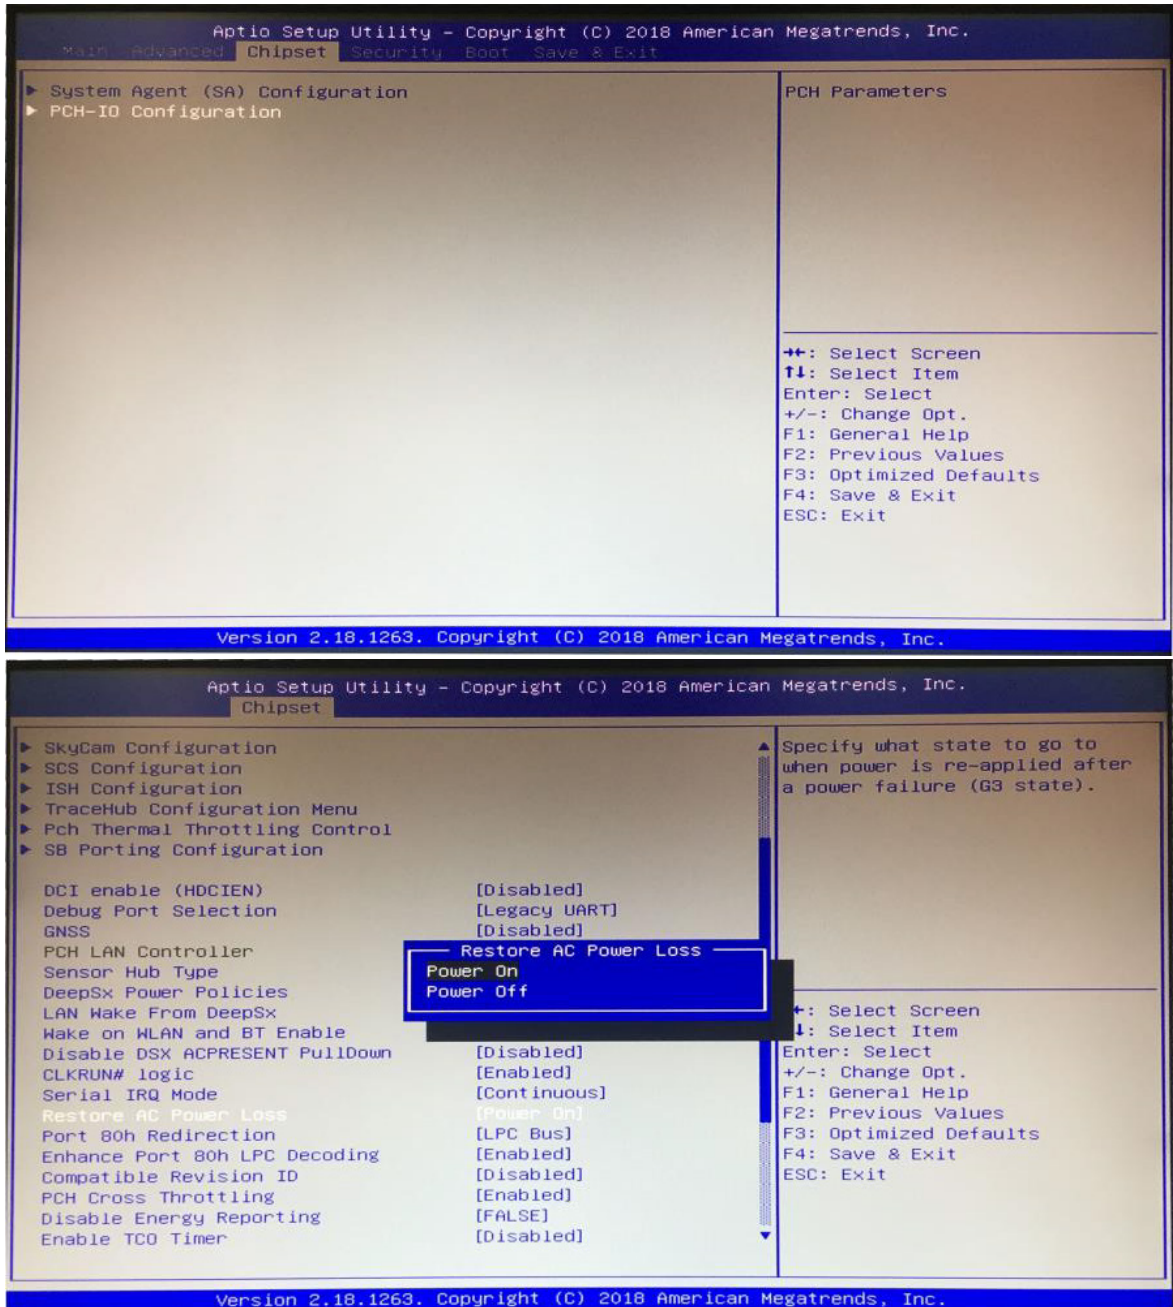 Aptio Setup Utility – Copyright (C) 2018 American Megatrends, Inc.
Main Advanced Chipset Security Boot Save & Exit
▶ System Agent (SA) Configuration
▶ PCH-IO Configuration
PCH Parameters
→←: Select Screen
↑↓: Select Item
Enter: Select
+/-: Change Opt.
F1: General Help
F2: Previous Values
F3: Optimized Defaults
F4: Save & Exit
ESC: Exit
Version 2.18.1263. Copyright (C) 2018 American Megatrends, Inc.
Aptio Setup Utility – Copyright (C) 2018 American Megatrends, Inc.
Chipset
▶ SkyCam Configuration
▶ SCS Configuration
▶ ISH Configuration
▶ TraceHub Configuration Menu
▶ Pch Thermal Throttling Control
▶ SB Porting Configuration
DCI enable (HDCIEN) [Disabled]
Debug Port Selection [Legacy UART]
GNSS [Disabled]
PCH LAN Controller
Sensor Hub Type
DeepSx Power Policies
LAN Wake From DeepSx
Wake on WLAN and BT Enable
Disable DSX ACPRESENT PullDown [Disabled]
CLKRUN# logic [Enabled]
Serial IRQ Mode [Continuous]
Restore AC Power Loss [Power On]
Port 80h Redirection [LPC Bus]
Enhance Port 80h LPC Decoding [Enabled]
Compatible Revision ID [Disabled]
PCH Cross Throttling [Enabled]
Disable Energy Reporting [FALSE]
Enable TCO Timer [Disabled]
Restore AC Power Loss
Power On
Power Off
Specify what state to go to
when power is re-applied after
a power failure (G3 state).
←: Select Screen
↓: Select Item
Enter: Select
+/-: Change Opt.
F1: General Help
F2: Previous Values
F3: Optimized Defaults
F4: Save & Exit
ESC: Exit
Version 2.18.1263. Copyright (C) 2018 American Megatrends, Inc.